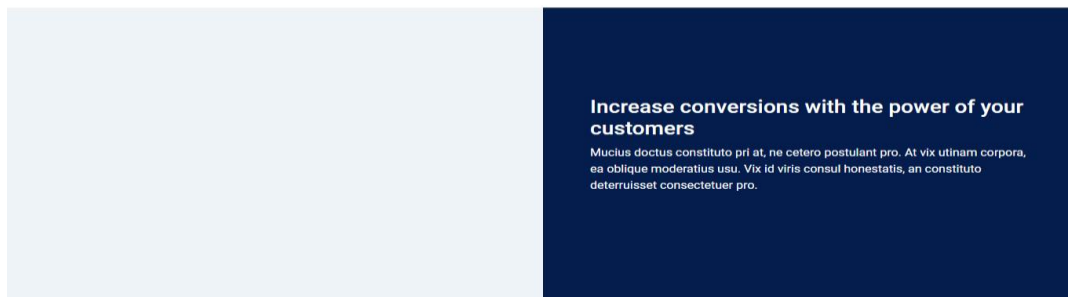 Increase conversions with the power of your
customers
Mucius doctus constituto pri at, ne cetero postulant pro. At vix utinam corpora,
ea oblique moderatius usu. Vix id viris consul honestatis, an constituto
deterruisset consectetuer pro.